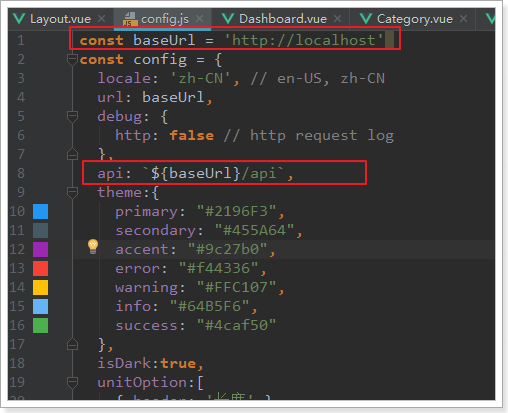 Layout.vue config.js Dashboard.vue Category.vue C
1 const baseUrl = 'http://localhost'
2 const config = {
3 locale: 'zh-CN', // en-US, zh-CN
4 url: baseUrl,
5 debug: {
6 http: false // http request log
7 },
8 api: `${baseUrl}/api`,
9 theme:{
10 primary: "#2196F3",
11 secondary: "#455A64",
12 accent: "#9c27b0",
13 error: "#f44336",
14 warning: "#FFC107",
15 info: "#64B5F6",
16 success: "#4caf50"
17 },
18 isDark:true,
19 unitOption:[